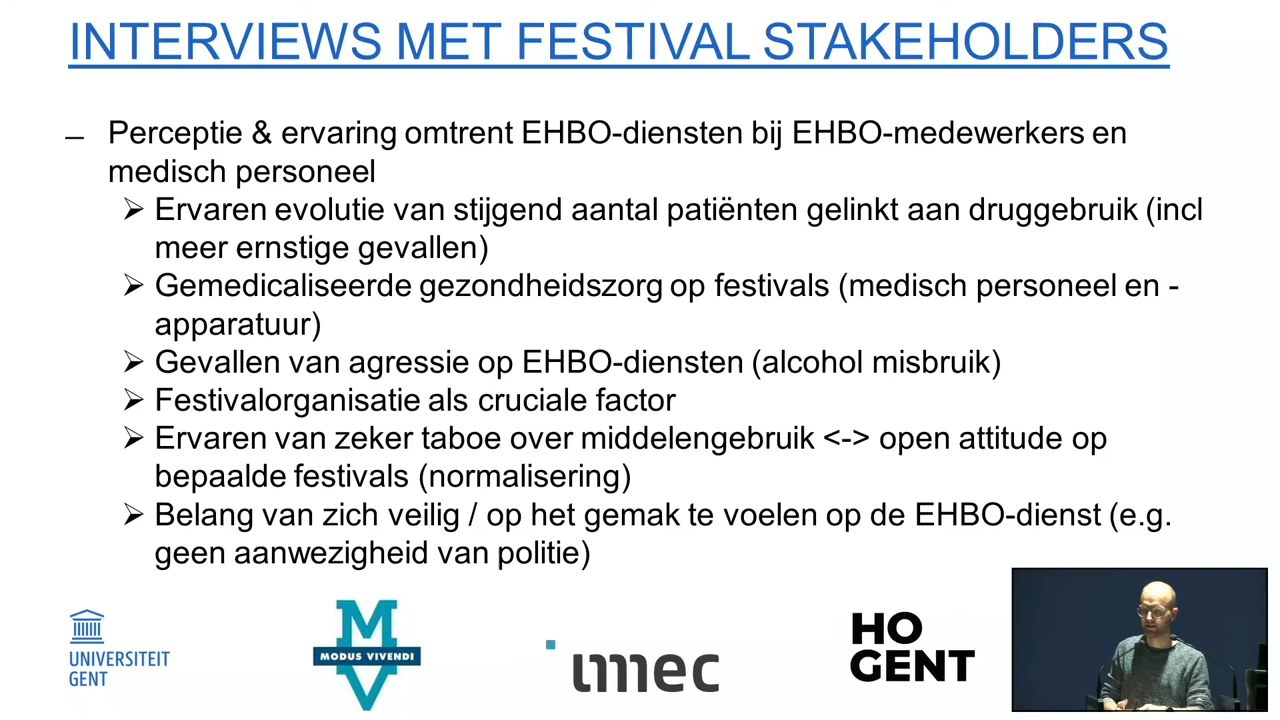 INTERVIEWS MET FESTIVAL STAKEHOLDERS
– Perceptie & ervaring omtrent EHBO-diensten bij EHBO-medewerkers en
medisch personeel
➢ Ervaren evolutie van stijgend aantal patiënten gelinkt aan druggebruik (incl
meer ernstige gevallen)
➢ Gemedicaliseerde gezondheidszorg op festivals (medisch personeel en -
apparatuur)
➢ Gevallen van agressie op EHBO-diensten (alcohol misbruik)
➢ Festivalorganisatie als cruciale factor
➢ Ervaren van zeker taboe over middelengebruik <-> open attitude op
bepaalde festivals (normalisering)
➢ Belang van zich veilig / op het gemak te voelen op de EHBO-dienst (e.g.
geen aanwezigheid van politie)
UNIVERSITEIT
GENT
M
MODUS VIVENDI
V
imec
HO
GENT